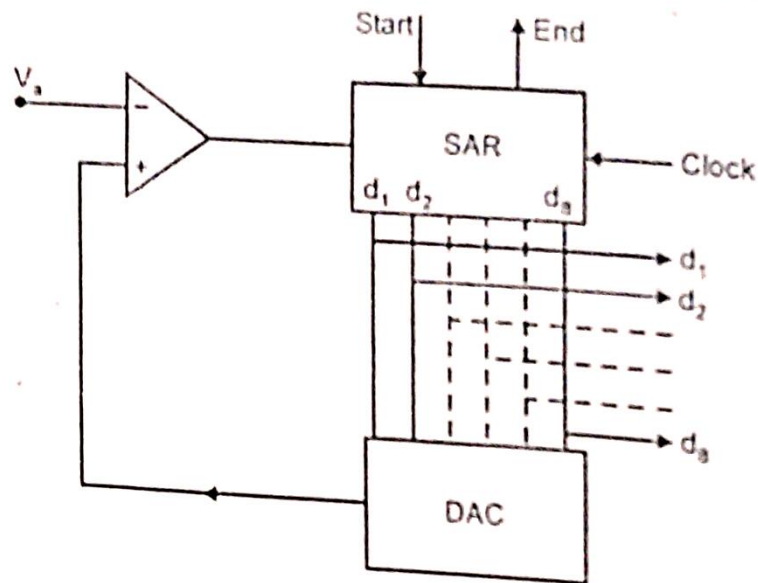 Start
End
Vₐ
−
SAR
+
Clock
d₁ d₂ d₈
d₁
d₂
d₈
DAC